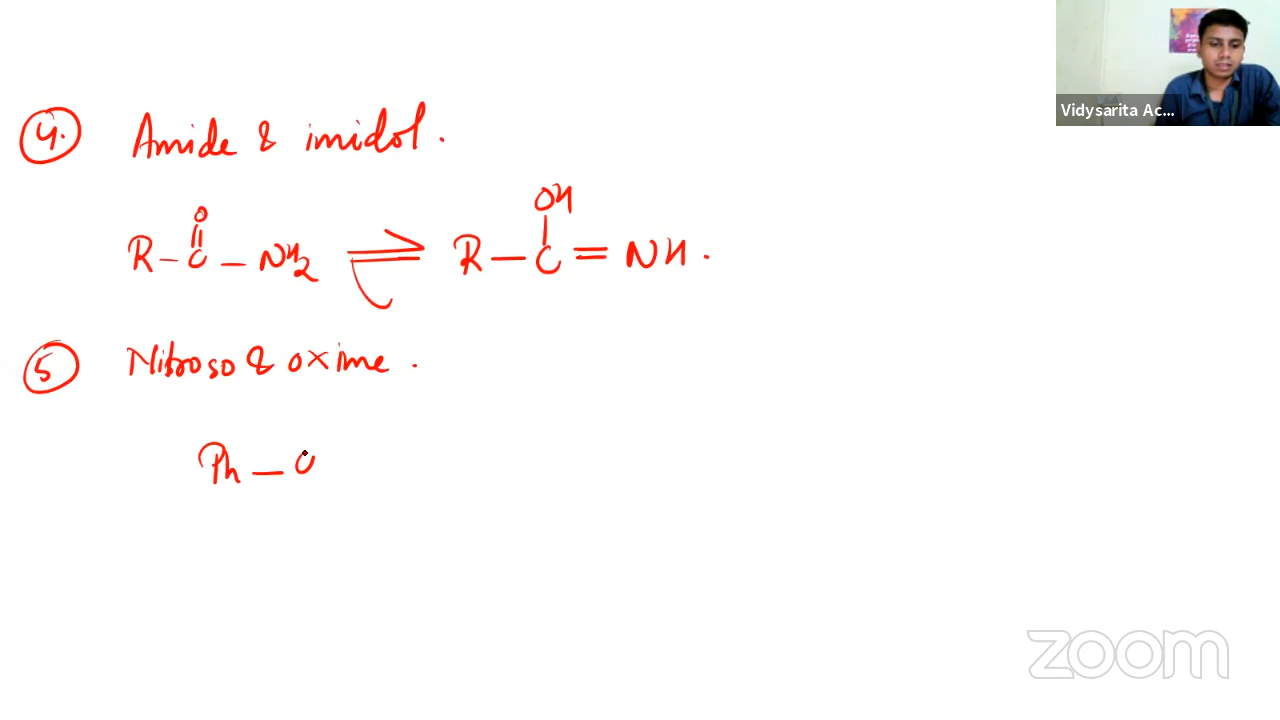 4. Amide & imidol.
O OH
R - C - NH2 ⇌ R - C = NH.
5 Nitroso & oxime.
Ph - C
Vidysarita Ac...
zoom